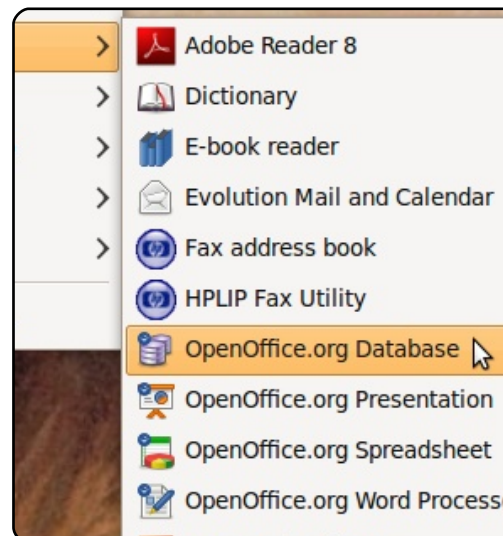 Adobe Reader 8
Dictionary
E-book reader
Evolution Mail and Calendar
Fax address book
HPLIP Fax Utility
OpenOffice.org Database
OpenOffice.org Presentation
OpenOffice.org Spreadsheet
OpenOffice.org Word Process